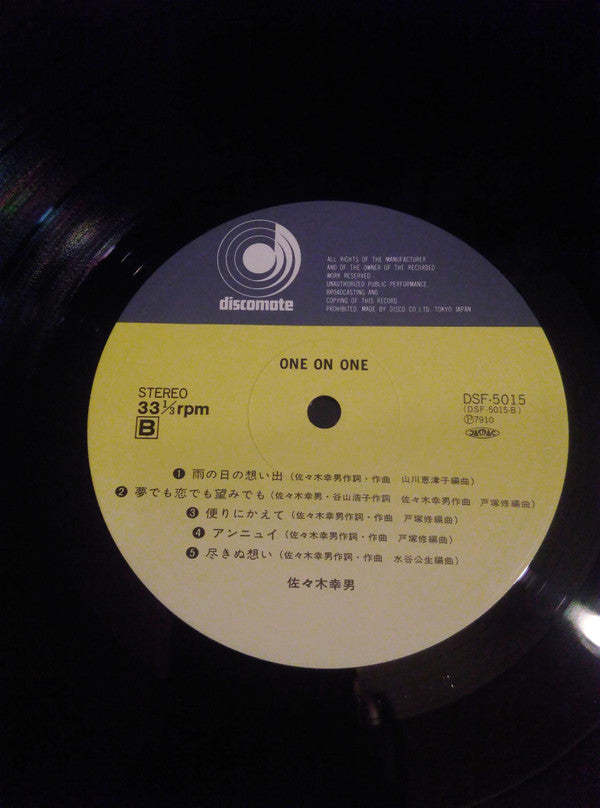 discomate
ALL RIGHTS OF THE MANUFACTURER
AND OF THE OWNER OF THE RECORDED
WORK RESERVED
UNAUTHORIZED PUBLIC PERFORMANCE
BROADCASTING AND
COPYING OF THIS RECORD
PROHIBITED. MADE BY DISCO CO.,LTD. TOKYO JAPAN
ONE ON ONE
STEREO
33⅓rpm
B
DSF-5015
(DSF-5015-B)
Ⓟ7910
JASRAC
❶ 雨の日の想い出(佐々木幸男作詞・作曲 山川恵津子編曲)
❷ 夢でも恋でも望みでも(佐々木幸男・谷山浩子作詞 佐々木幸男作曲 戸塚修編曲)
❸ 便りにかえて(佐々木幸男作詞・作曲 戸塚修編曲)
❹ アンニュイ(佐々木幸男作詞・作曲 戸塚修編曲)
❺ 尽きぬ想い(佐々木幸男作詞・作曲 水谷公生編曲)
佐々木幸男